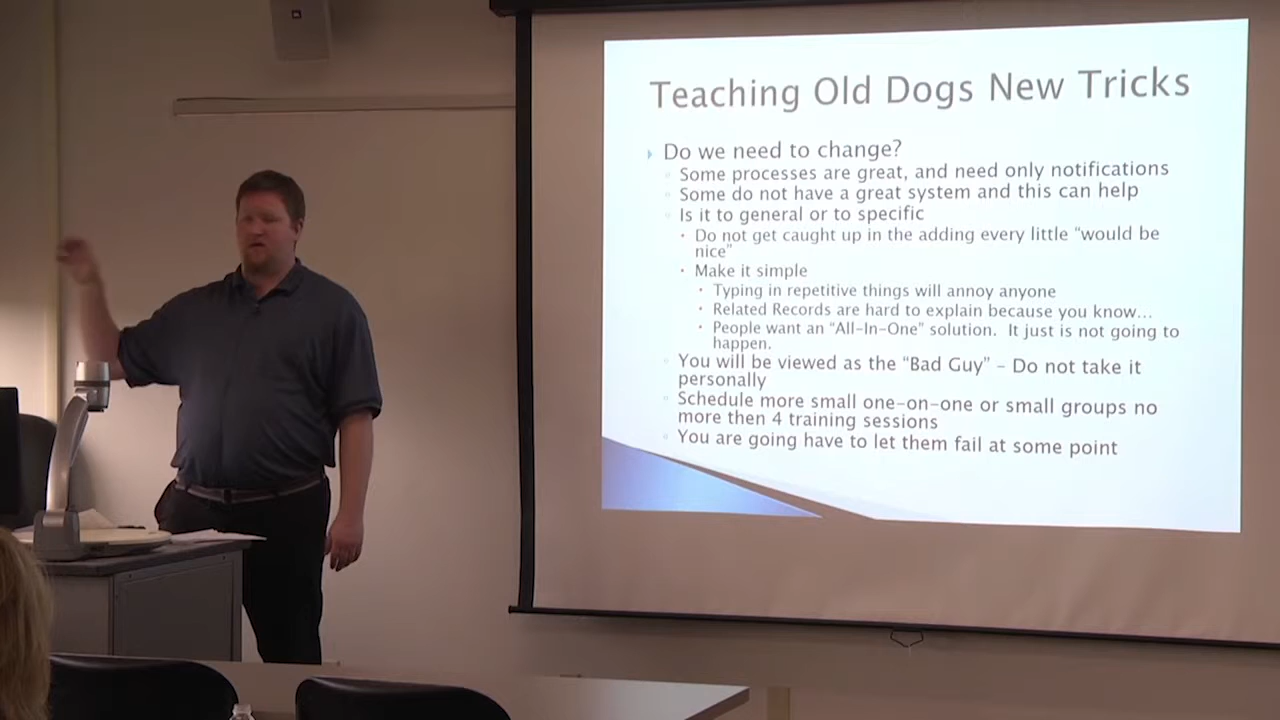 Teaching Old Dogs New Tricks
Do we need to change?
Some processes are great, and need only notifications
Some do not have a great system and this can help
Is it to general or to specific
Do not get caught up in the adding every little “would be
nice”
Make it simple
Typing in repetitive things will annoy anyone
Related Records are hard to explain because you know...
People want an “All-In-One” solution. It just is not going to
happen.
You will be viewed as the “Bad Guy” – Do not take it
personally
Schedule more small one-on-one or small groups no
more then 4 training sessions
You are going have to let them fail at some point